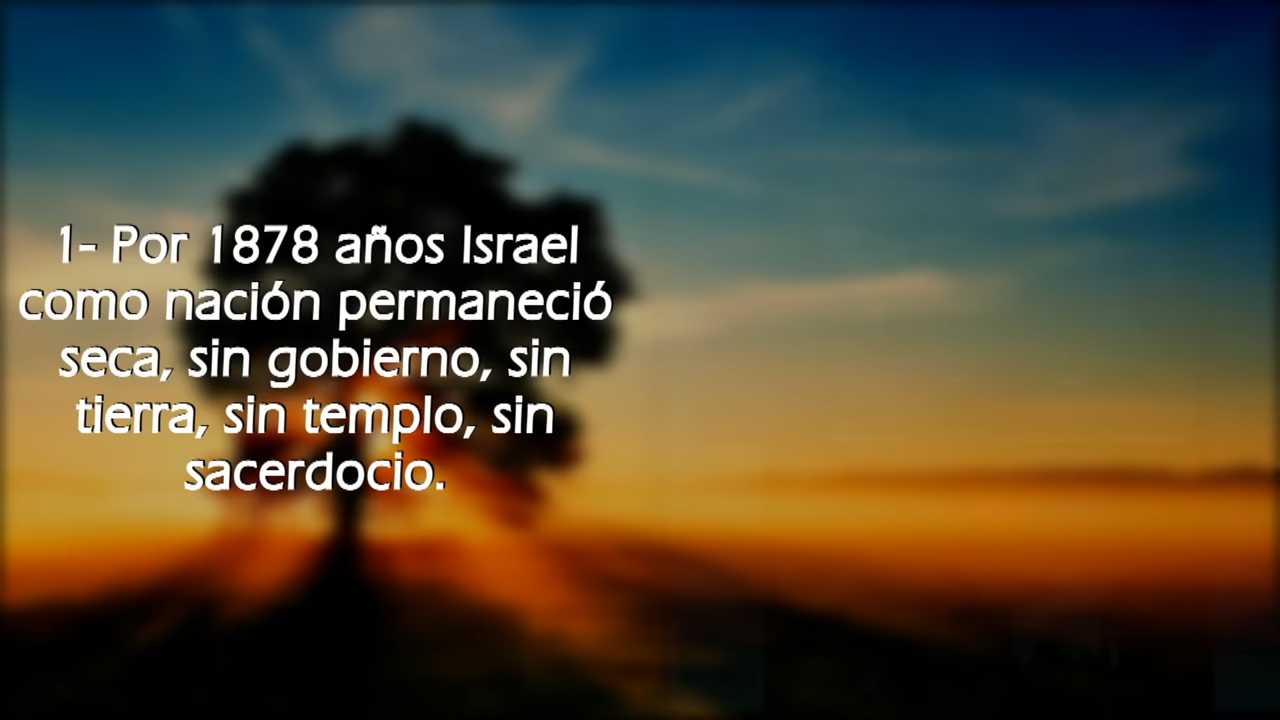 1- Por 1878 años Israel
como nación permaneció
seca, sin gobierno, sin
tierra, sin templo, sin
sacerdocio.